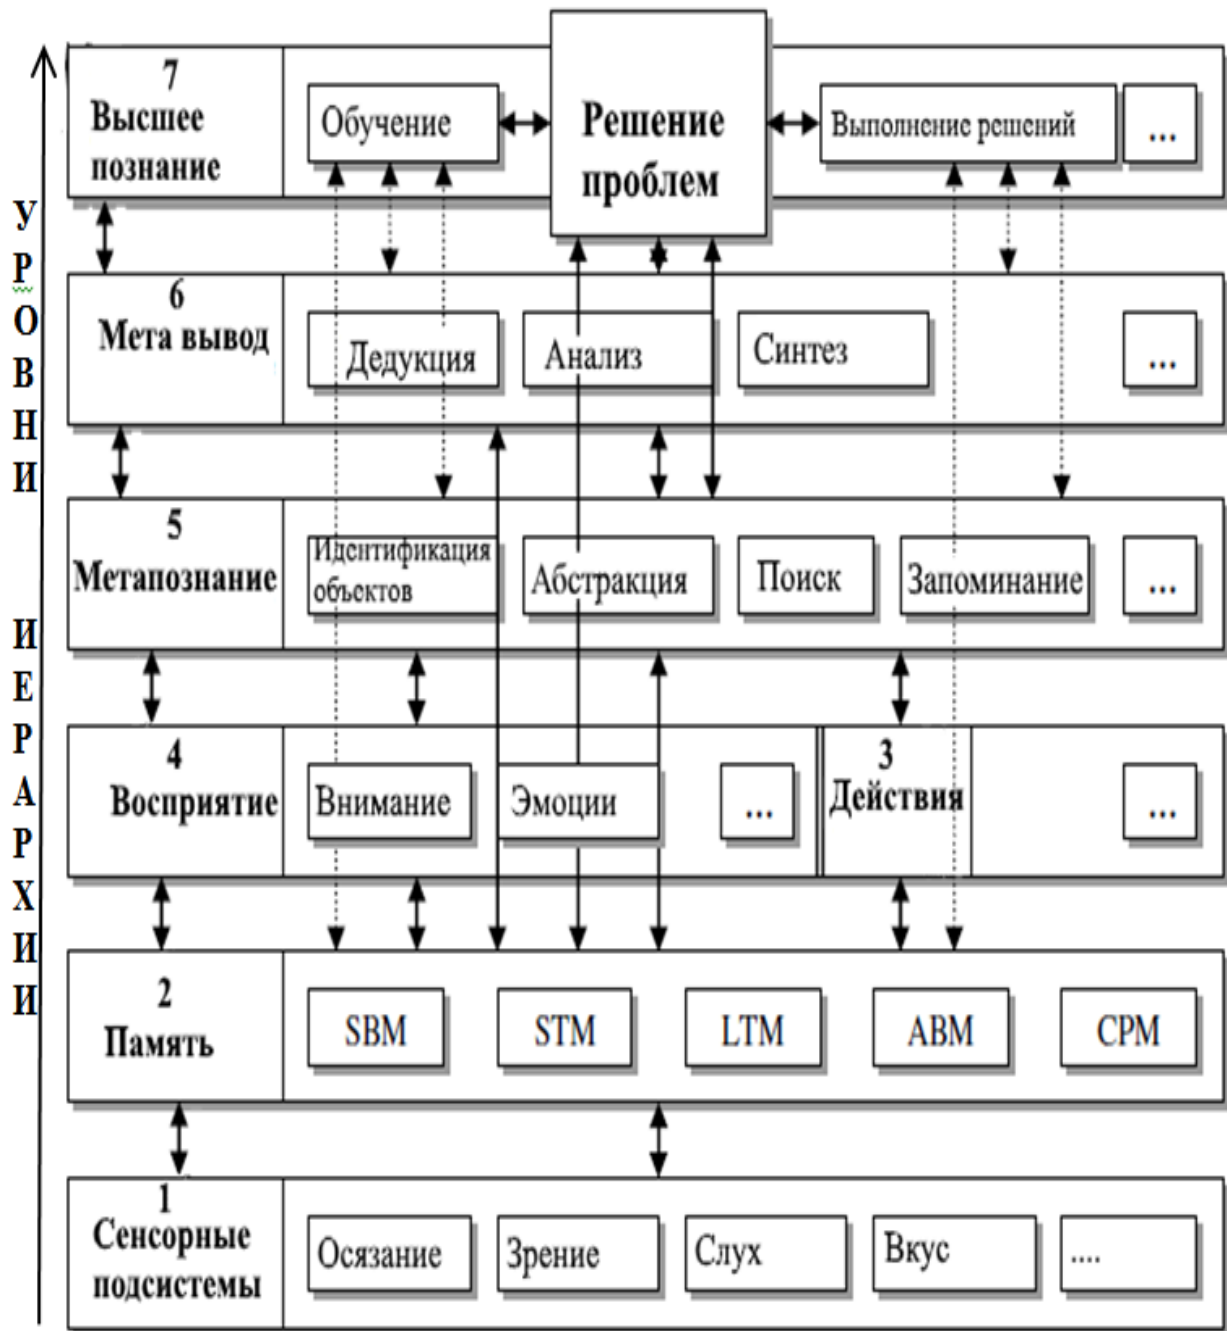 УРОВНИ ИЕРАРХИИ
7
Высшее
познание
Обучение
Решение
проблем
Выполнение решений
...
6
Мета вывод
Дедукция
Анализ
Синтез
...
5
Метапознание
Идентификация
объектов
Абстракция
Поиск
Запоминание
...
4
Восприятие
Внимание
Эмоции
...
3
Действия
...
2
Память
SBM
STM
LTM
ABM
CPM
1
Сенсорные
подсистемы
Осязание
Зрение
Слух
Вкус
....